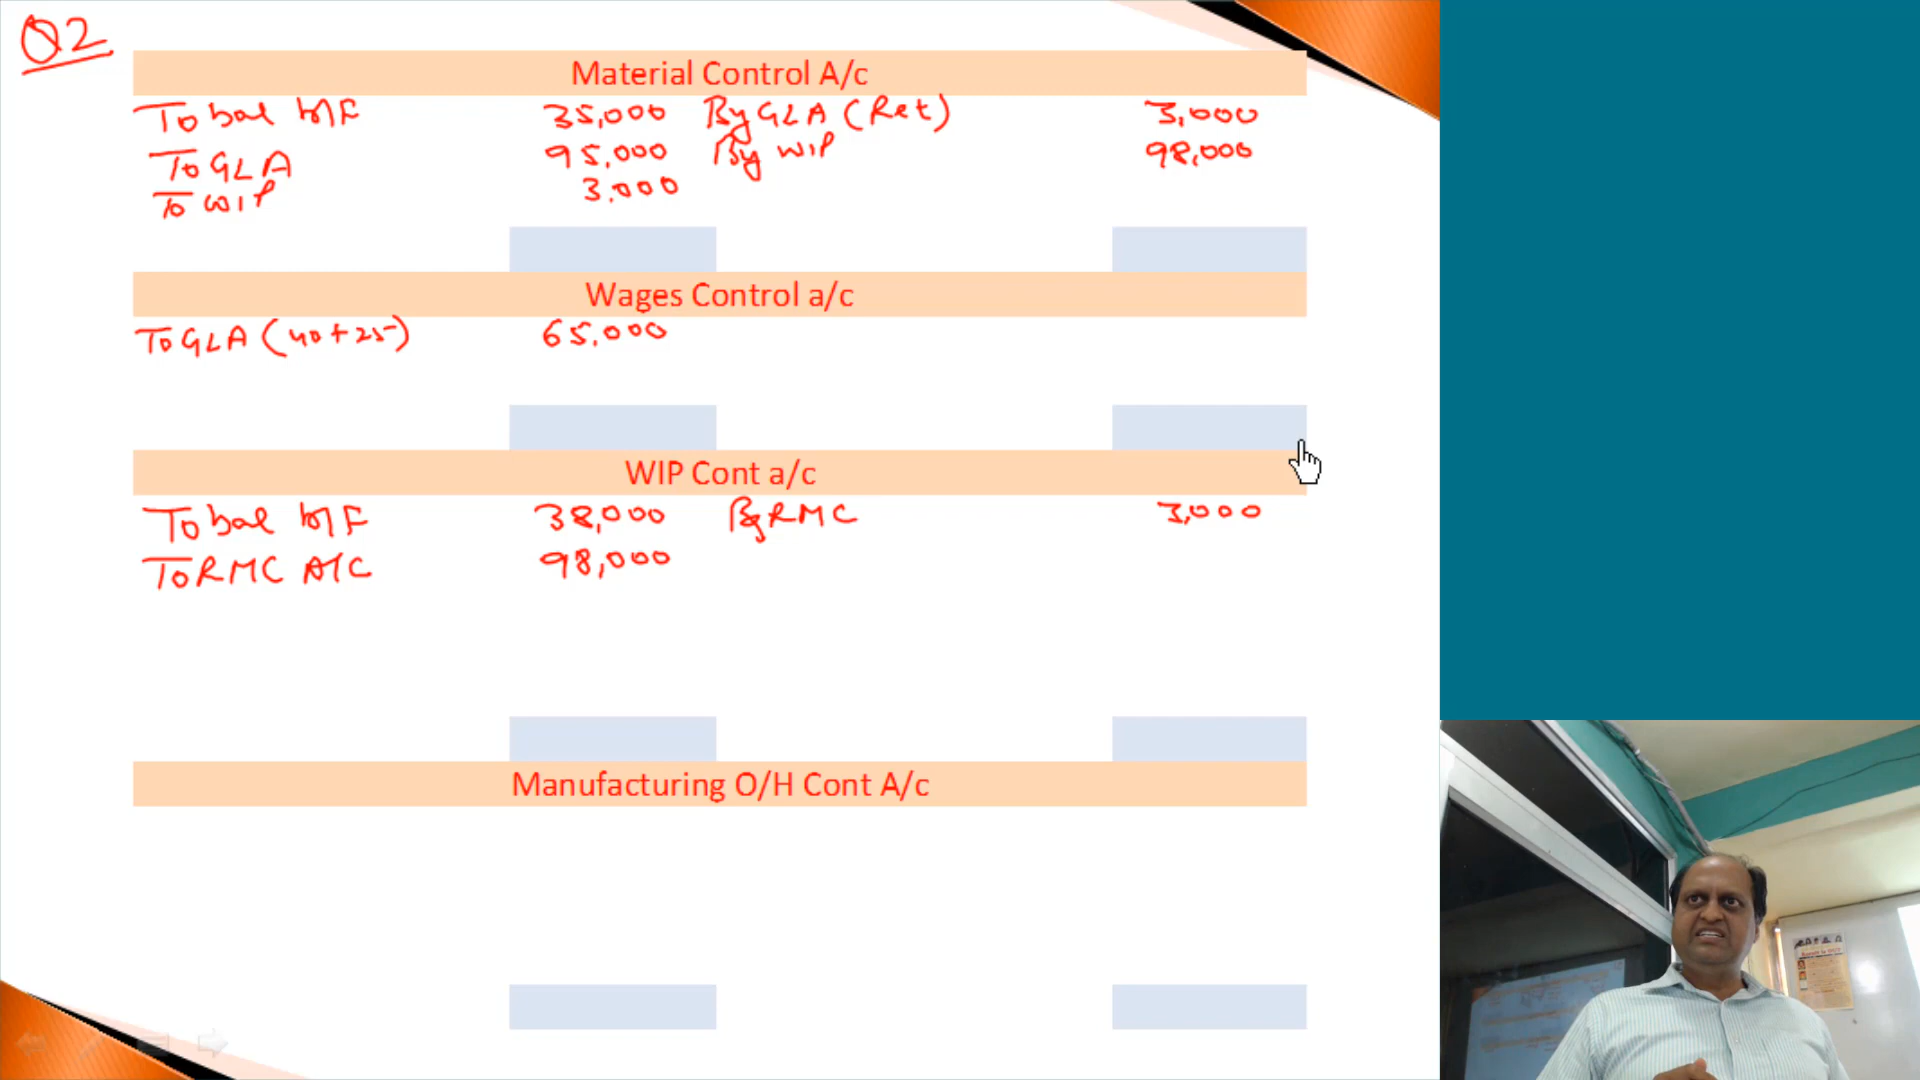 Q2
Material Control A/c
To bal b/f 35,000 By GLA (Ret) 3,000
To GLA 95,000 By WIP 98,000
To WIP 3,000
Wages Control a/c
To GLA (40+25) 65,000
WIP Cont a/c
To bal b/f 38,000 By RMC 3,000
To RMC A/C 98,000
Manufacturing O/H Cont A/c